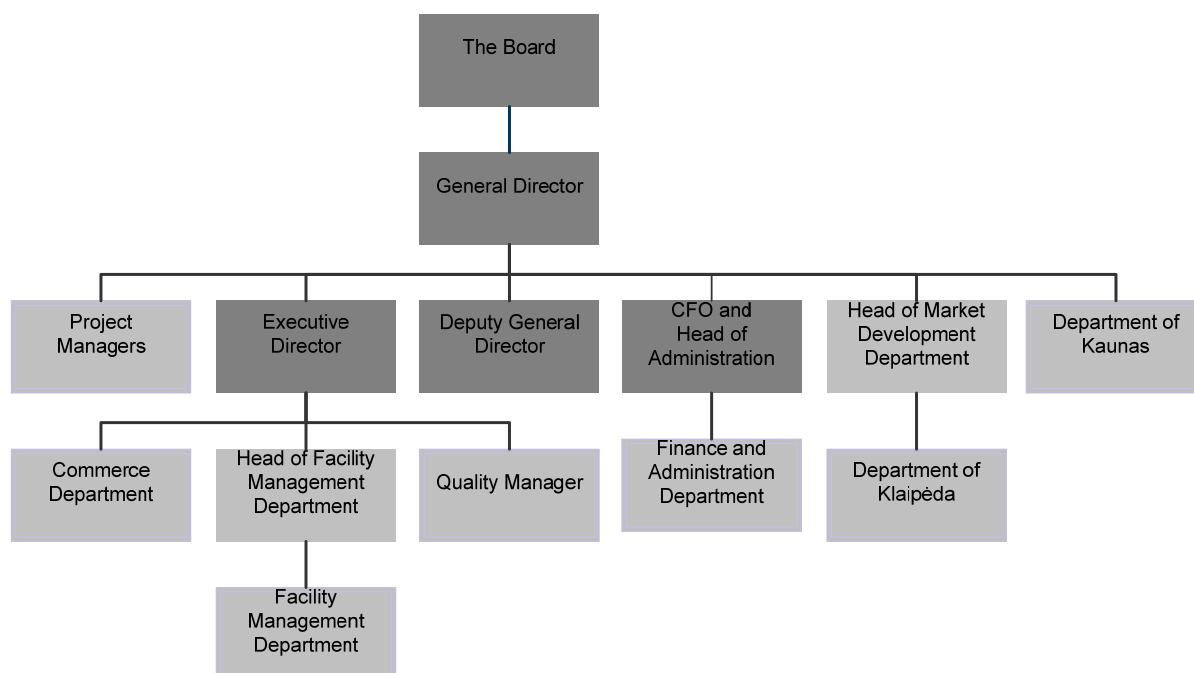 The Board
General Director
Project
Managers
Executive
Director
Deputy General
Director
CFO and
Head of
Administration
Head of Market
Development
Department
Department of
Kaunas
Commerce
Department
Head of Facility
Management
Department
Quality Manager
Finance and
Administration
Department
Department of
Klaipėda
Facility
Management
Department